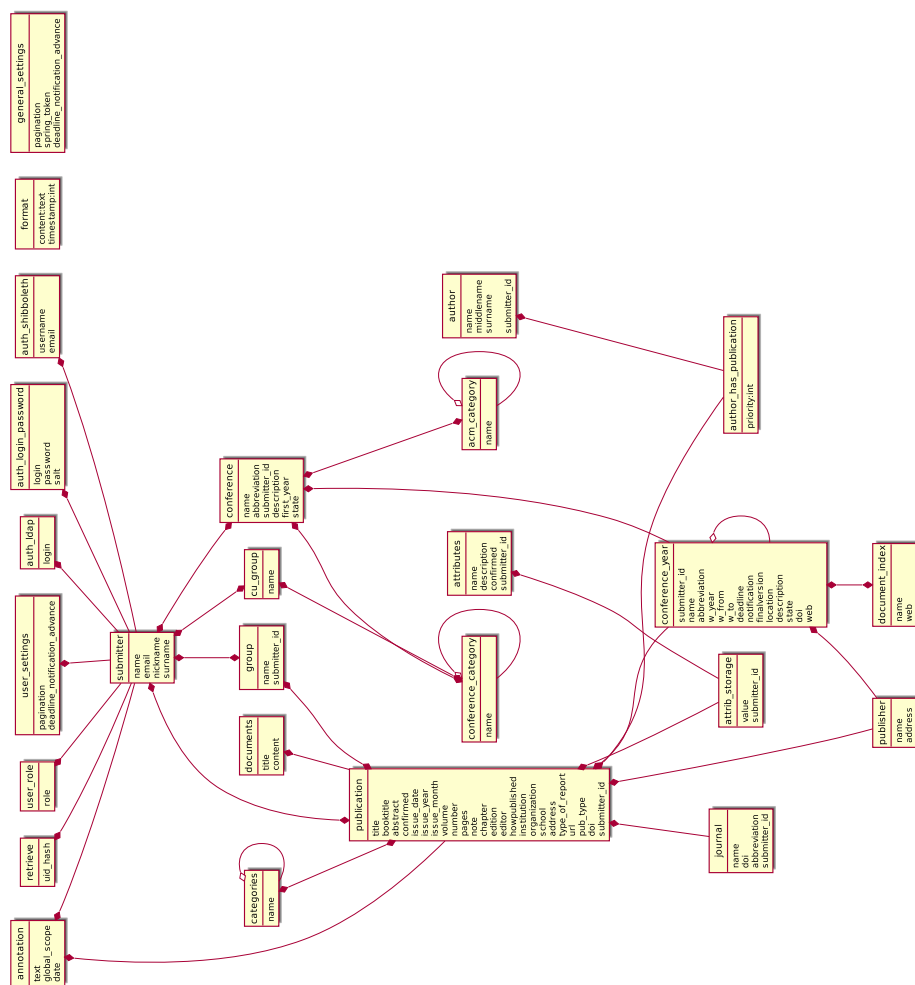 general_settings
pagination
spring_token
deadline_notification_advance
format
content:text
timestamp:int
auth_shibboleth
username
email
auth_login_password
login
password
salt
auth_ldap
login
user_settings
pagination
deadline_notification_advance
user_role
role
retrieve
uid_hash
annotation
text
global_scope
date
submitter
name
email
nickname
surname
conference
name
abbreviation
submitter_id
description
first_year
state
cu_group
name
group
name
submitter_id
documents
title
content
categories
name
publication
title
booktitle
abstract
confirmed
issue_date
issue_year
issue_month
volume
number
pages
note
chapter
edition
editor
howpublished
institution
organization
school
address
type_of_report
url
pub_type
doi
submitter_id
author
name
middlename
surname
submitter_id
acm_category
name
attributes
name
description
confirmed
submitter_id
conference_category
name
author_has_publication
priority:int
conference_year
submitter_id
name
abbreviation
w_year
w_from
w_to
deadline
notification
finalversion
location
description
state
doi
web
attrib_storage
value
submitter_id
journal
name
doi
abbreviation
submitter_id
document_index
name
web
publisher
name
address